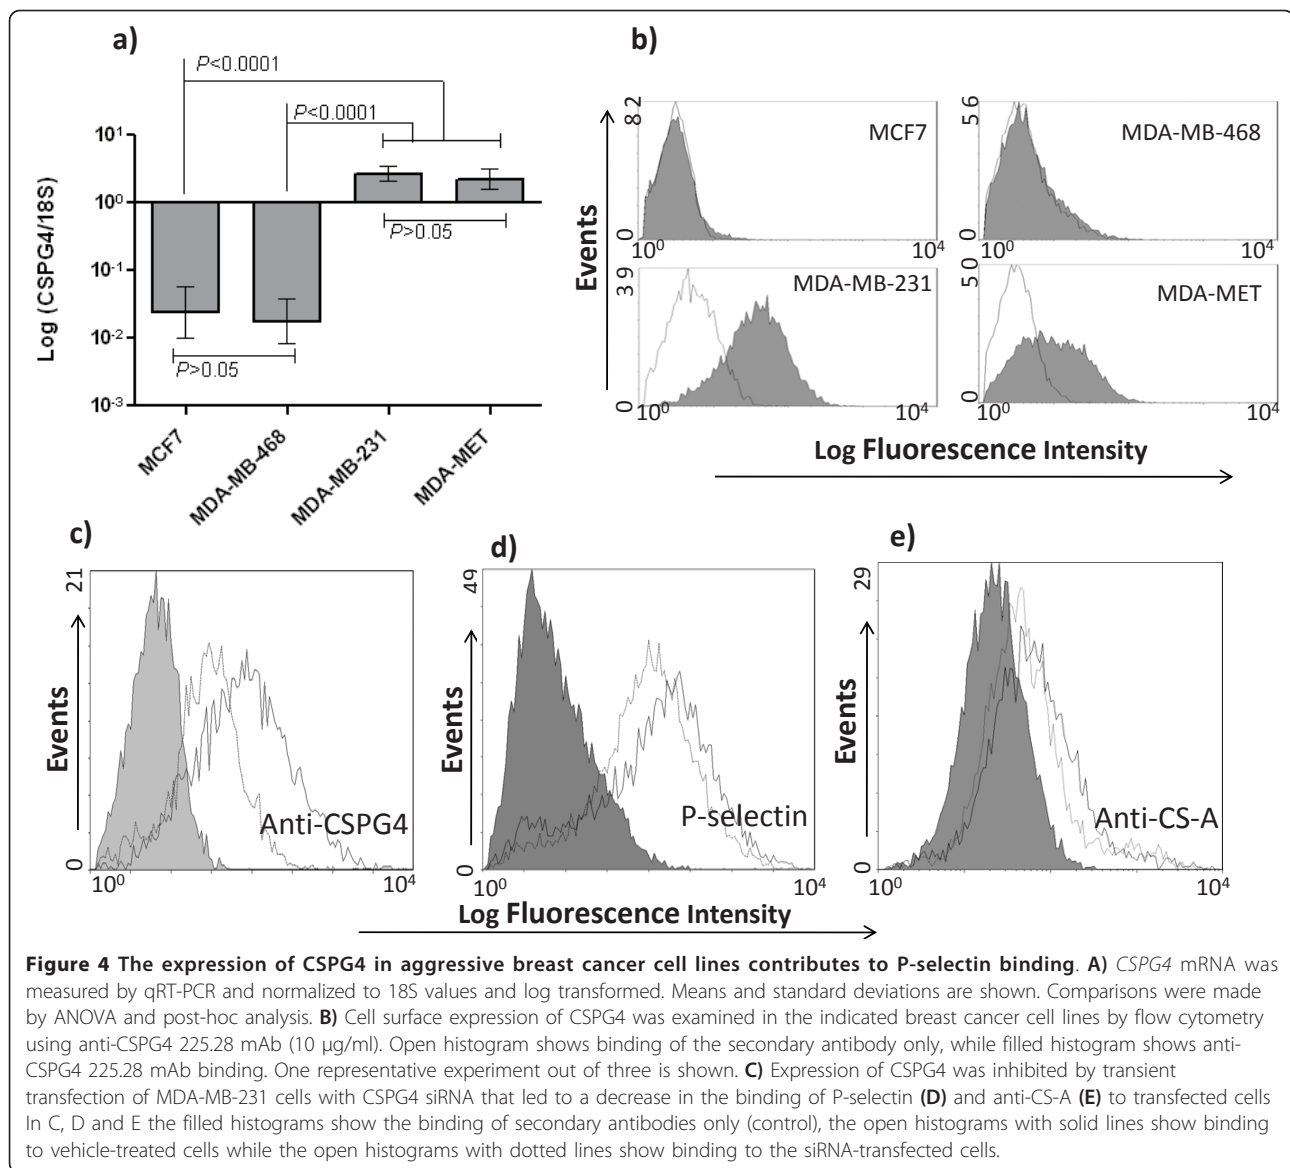 a)
P<0.0001
P<0.0001
10¹
10⁰
10⁻¹
10⁻²
10⁻³
Log (CSPG4/18S)
P>0.05
P>0.05
MCF7
MDA-MB-468
MDA-MB-231
MDA-MET
b)
Events
82
0
10⁰
10⁴
MCF7
56
0
10⁰
10⁴
MDA-MB-468
39
0
10⁰
10⁴
MDA-MB-231
50
0
10⁰
10⁴
MDA-MET
Log Fluorescence Intensity
c)
21
0
Events
Anti-CSPG4
10⁰
10⁴
d)
49
0
Events
P-selectin
10⁰
10⁴
e)
29
0
Events
Anti-CS-A
10⁰
10⁴
Log Fluorescence Intensity
Figure 4 The expression of CSPG4 in aggressive breast cancer cell lines contributes to P-selectin binding. A) CSPG4 mRNA was
measured by qRT-PCR and normalized to 18S values and log transformed. Means and standard deviations are shown. Comparisons were made
by ANOVA and post-hoc analysis. B) Cell surface expression of CSPG4 was examined in the indicated breast cancer cell lines by flow cytometry
using anti-CSPG4 225.28 mAb (10 μg/ml). Open histogram shows binding of the secondary antibody only, while filled histogram shows anti-
CSPG4 225.28 mAb binding. One representative experiment out of three is shown. C) Expression of CSPG4 was inhibited by transient
transfection of MDA-MB-231 cells with CSPG4 siRNA that led to a decrease in the binding of P-selectin (D) and anti-CS-A (E) to transfected cells
In C, D and E the filled histograms show the binding of secondary antibodies only (control), the open histograms with solid lines show binding
to vehicle-treated cells while the open histograms with dotted lines show binding to the siRNA-transfected cells.